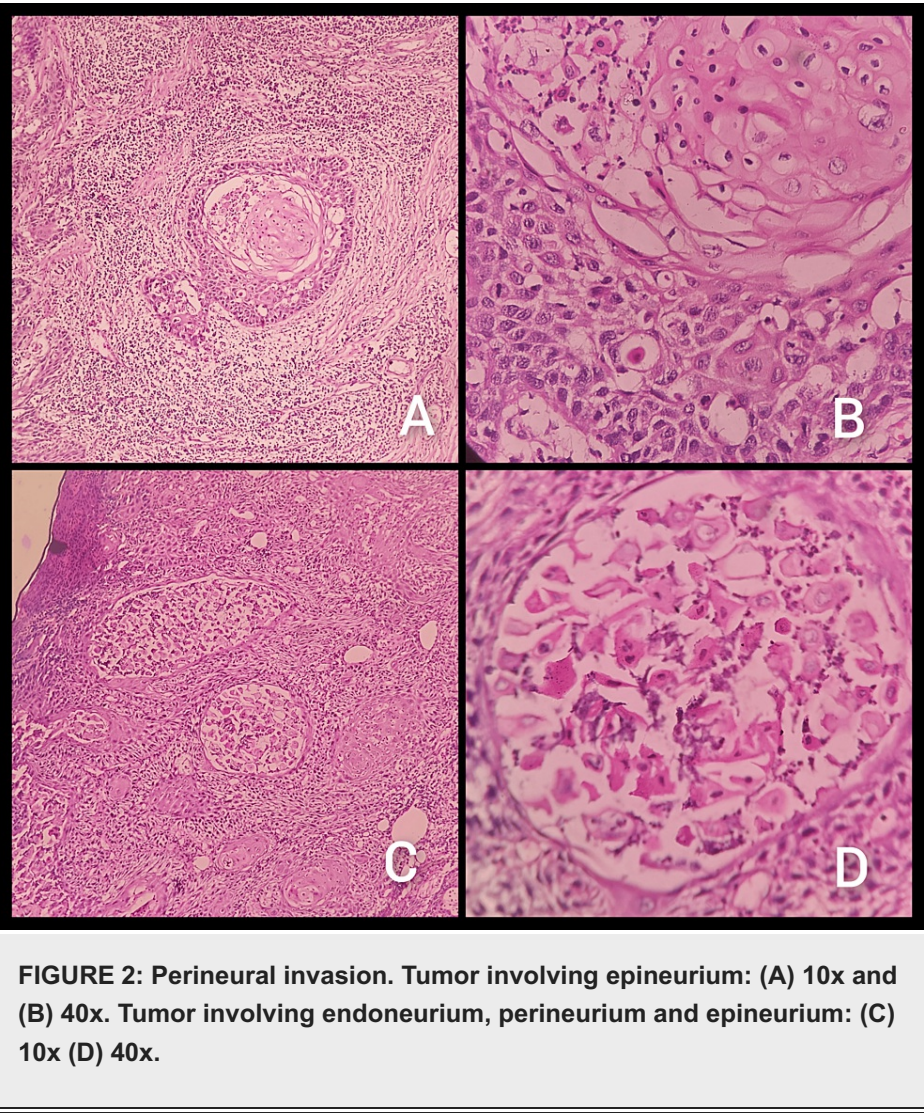 A
B
C
D
FIGURE 2: Perineural invasion. Tumor involving epineurium: (A) 10x and
(B) 40x. Tumor involving endoneurium, perineurium and epineurium: (C)
10x (D) 40x.